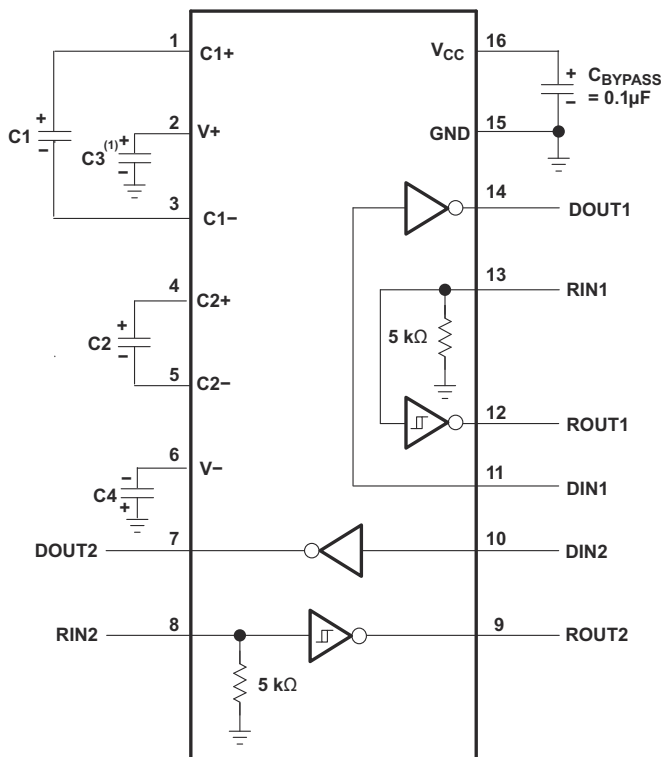 1
C1+
VCC
16
+
CBYPASS
= 0.1µF
−
+
C1
−
2
V+
C3(1)
+
−
GND
15
3
C1−
14
DOUT1
4
C2+
13
RIN1
+
C2
−
5 kΩ
5
C2−
12
ROUT1
6
V−
−
C4
+
11
DIN1
DOUT2
7
10
DIN2
RIN2
8
9
ROUT2
5 kΩ